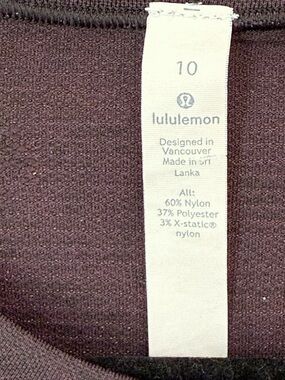 10
lululemon
Designed in
Vancouver
Made in Sri
Lanka
All:
60% Nylon
37% Polyester
3% X-static®
nylon